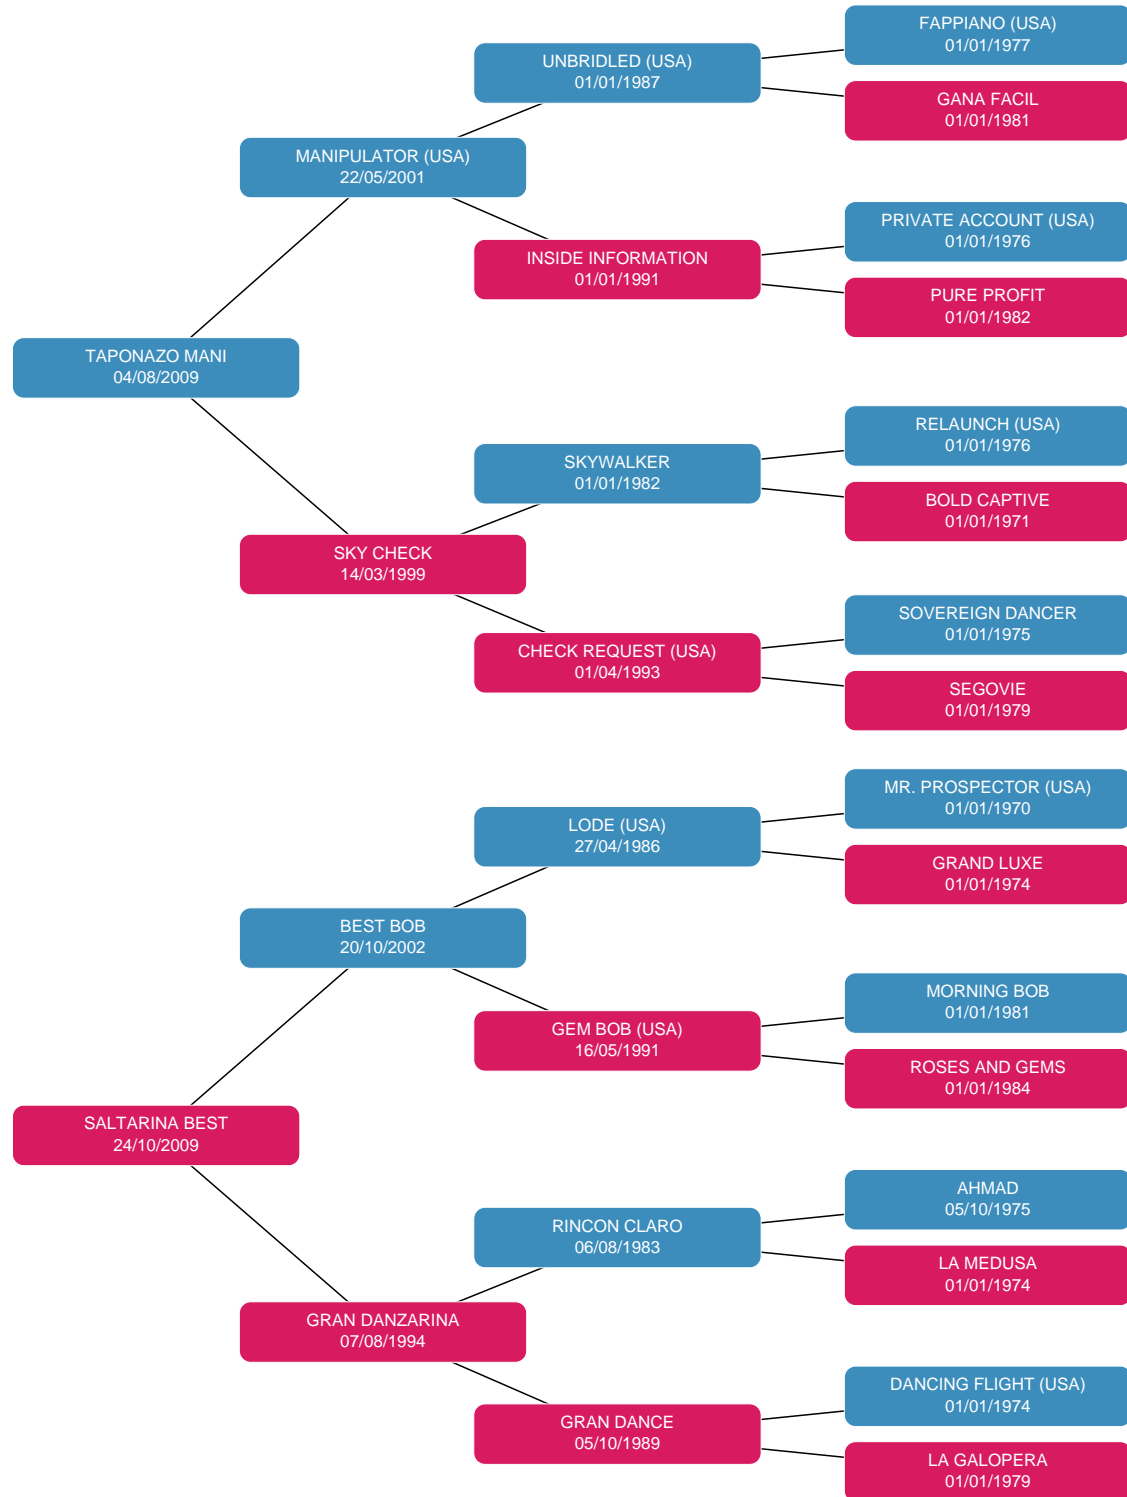 FAPPIANO (USA)
01/01/1977
UNBRIDLED (USA)
01/01/1987
GANA FACIL
01/01/1981
MANIPULATOR (USA)
22/05/2001
PRIVATE ACCOUNT (USA)
01/01/1976
INSIDE INFORMATION
01/01/1991
PURE PROFIT
01/01/1982
TAPONAZO MANI
04/08/2009
RELAUNCH (USA)
01/01/1976
SKYWALKER
01/01/1982
BOLD CAPTIVE
01/01/1971
SKY CHECK
14/03/1999
SOVEREIGN DANCER
01/01/1975
CHECK REQUEST (USA)
01/04/1993
SEGOVIE
01/01/1979
MR. PROSPECTOR (USA)
01/01/1970
LODE (USA)
27/04/1986
GRAND LUXE
01/01/1974
BEST BOB
20/10/2002
MORNING BOB
01/01/1981
GEM BOB (USA)
16/05/1991
ROSES AND GEMS
01/01/1984
SALTARINA BEST
24/10/2009
AHMAD
05/10/1975
RINCON CLARO
06/08/1983
LA MEDUSA
01/01/1974
GRAN DANZARINA
07/08/1994
DANCING FLIGHT (USA)
01/01/1974
GRAN DANCE
05/10/1989
LA GALOPERA
01/01/1979